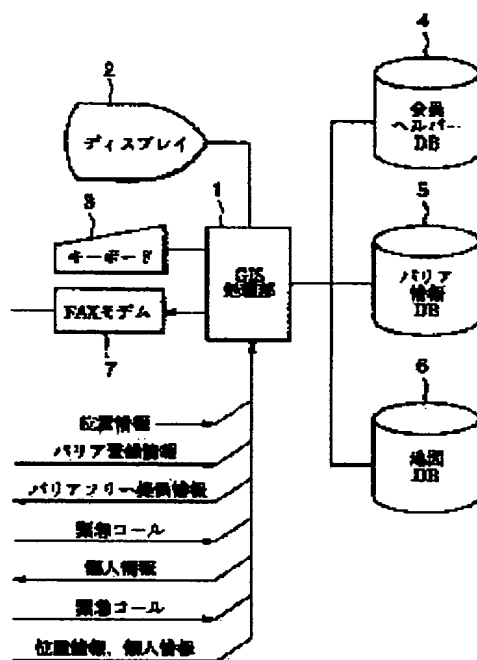 4
会員
ヘルパー
DB
2
ディスプレイ
1
5
3
キーボード
GIS
処理部
バリア
情報
DB
FAXモデム
7
6
地図
DB
位置情報
バリア登録情報
バリアフリー提供情報
緊急コール
個人情報
緊急コール
位置情報、個人情報